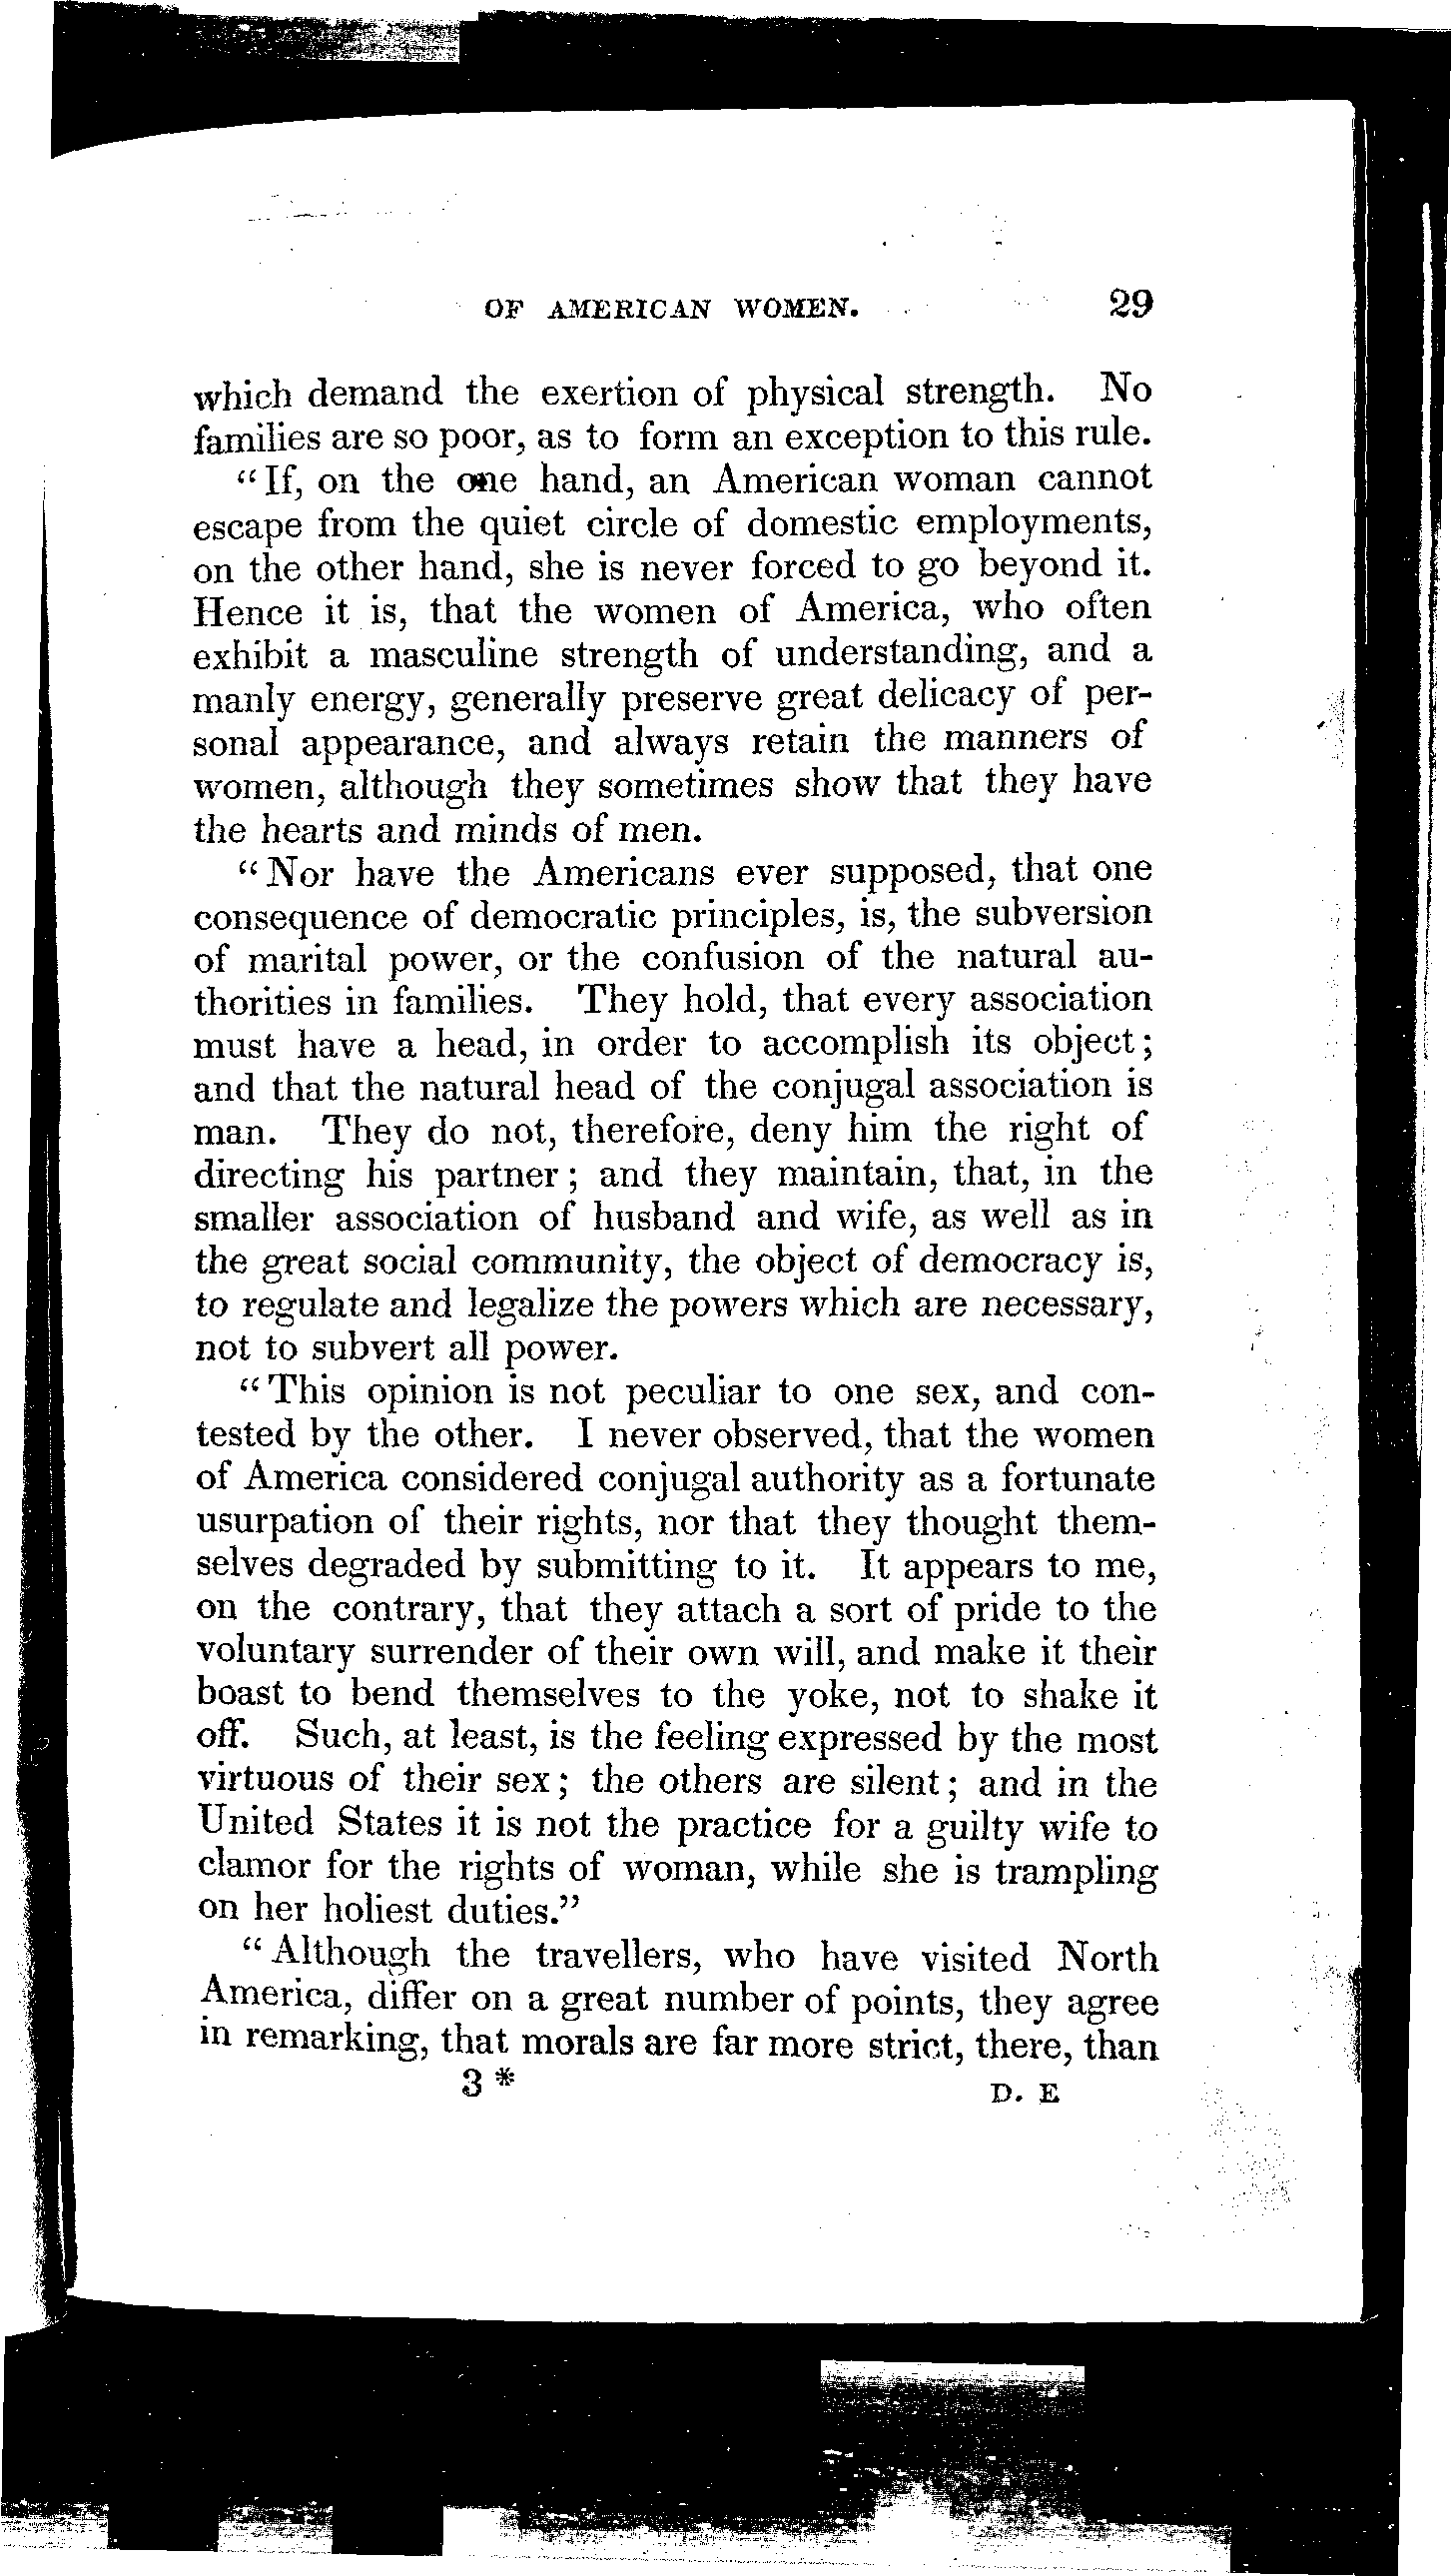 OF AMERICAN WOMEN. 29
which demand the exertion of physical strength. No
families are so poor, as to form an exception to this rule.
“If, on the one hand, an American woman cannot
escape from the quiet circle of domestic employments,
on the other hand, she is never forced to go beyond it.
Hence it is, that the women of America, who often
exhibit a masculine strength of understanding, and a
manly energy, generally preserve great delicacy of per-
sonal appearance, and always retain the manners of
women, although they sometimes show that they have
the hearts and minds of men.
“Nor have the Americans ever supposed, that one
consequence of democratic principles, is, the subversion
of marital power, or the confusion of the natural au-
thorities in families. They hold, that every association
must have a head, in order to accomplish its object;
and that the natural head of the conjugal association is
man. They do not, therefore, deny him the right of
directing his partner; and they maintain, that, in the
smaller association of husband and wife, as well as in
the great social community, the object of democracy is,
to regulate and legalize the powers which are necessary,
not to subvert all power.
“This opinion is not peculiar to one sex, and con-
tested by the other. I never observed, that the women
of America considered conjugal authority as a fortunate
usurpation of their rights, nor that they thought them-
selves degraded by submitting to it. It appears to me,
on the contrary, that they attach a sort of pride to the
voluntary surrender of their own will, and make it their
boast to bend themselves to the yoke, not to shake it
off. Such, at least, is the feeling expressed by the most
virtuous of their sex; the others are silent; and in the
United States it is not the practice for a guilty wife to
clamor for the rights of woman, while she is trampling
on her holiest duties.”
“Although the travellers, who have visited North
America, differ on a great number of points, they agree
in remarking, that morals are far more strict, there, than
3* D. E